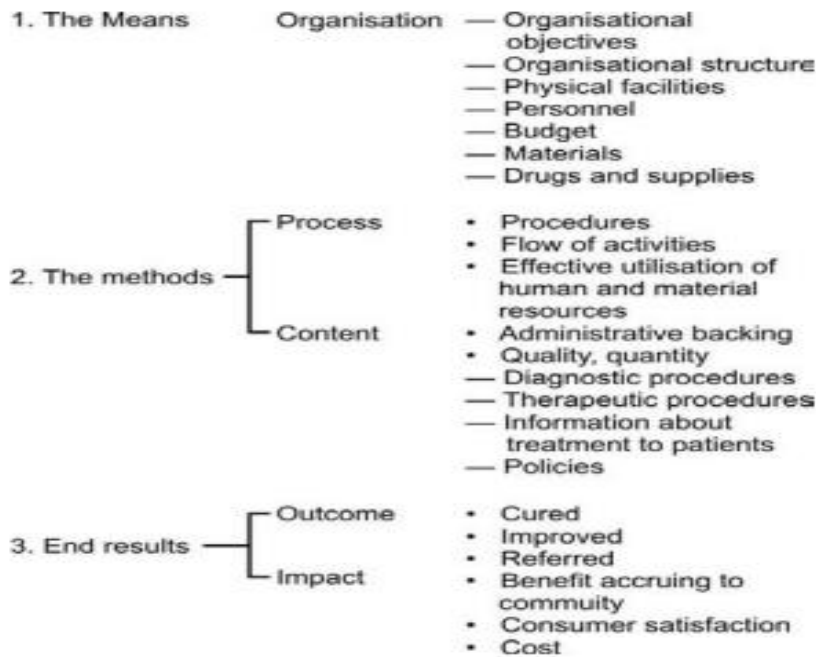 1. The Means Organisation — Organisational
objectives
— Organisational structure
— Physical facilities
— Personnel
— Budget
— Materials
— Drugs and supplies
Process • Procedures
• Flow of activities
2. The methods • Effective utilisation of
human and material
resources
Content • Administrative backing
• Quality, quantity
— Diagnostic procedures
— Therapeutic procedures
— Information about
treatment to patients
— Policies
Outcome • Cured
• Improved
3. End results • Referred
Impact • Benefit accruing to
commuity
• Consumer satisfaction
• Cost